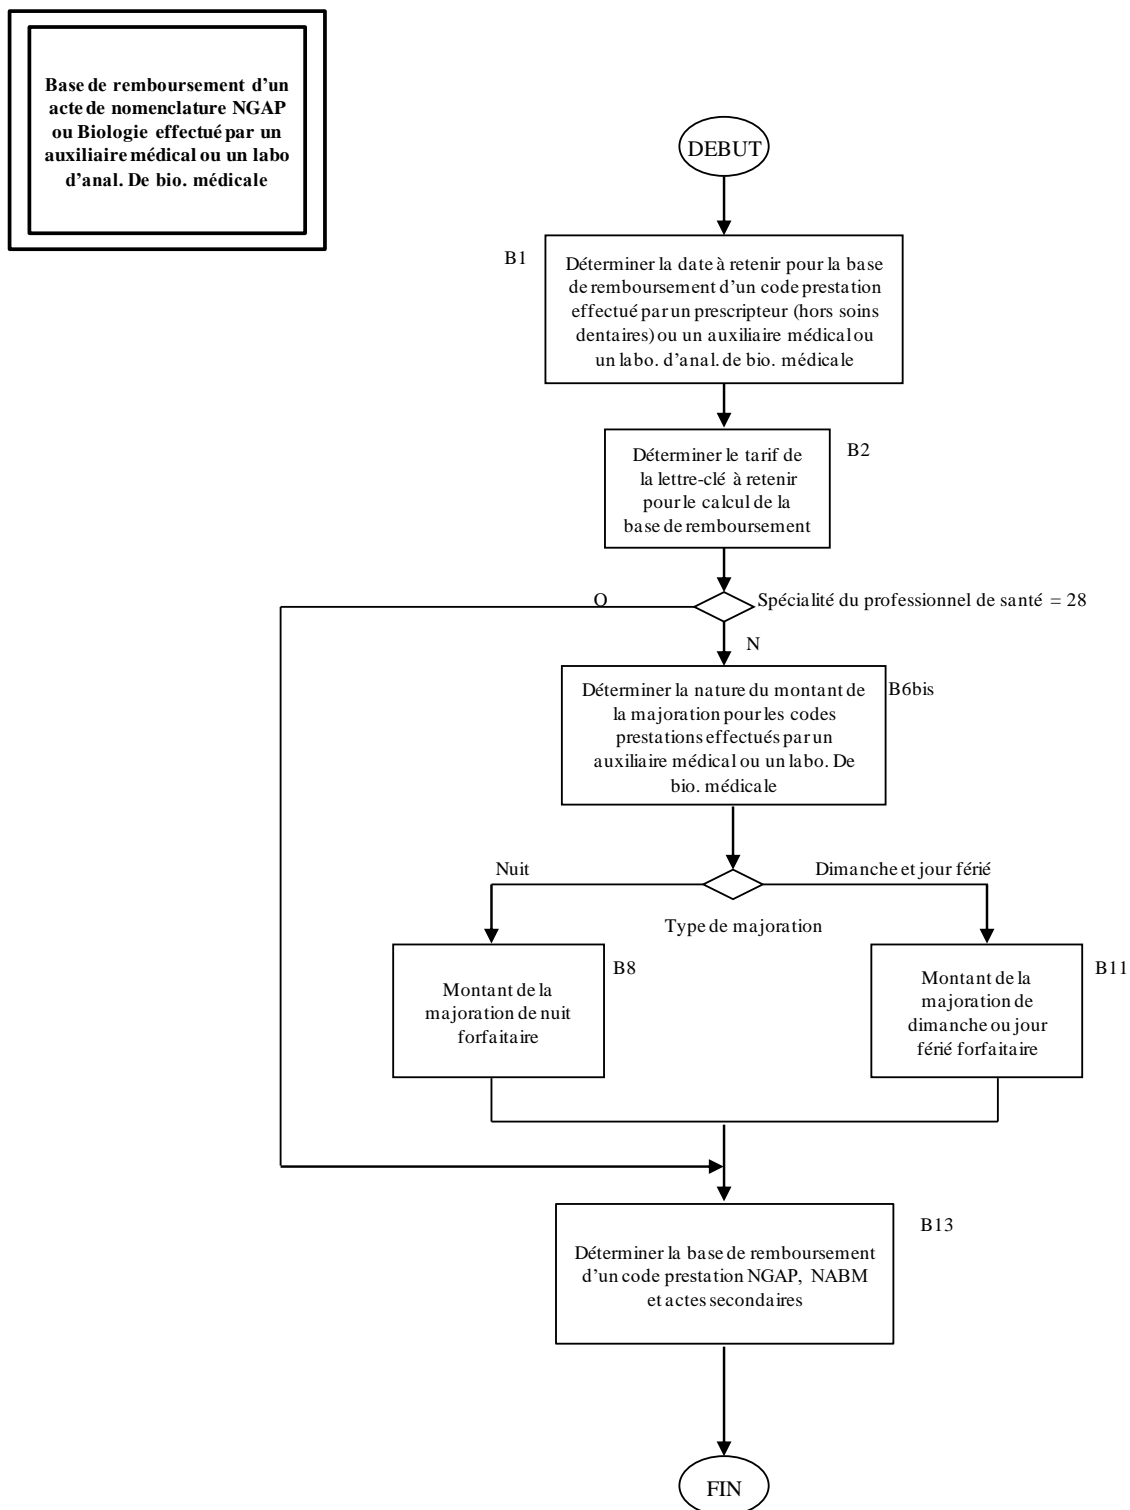 Base de remboursement d'un
acte de nomenclature NGAP
ou Biologie effectué par un
auxiliaire médical ou un labo
d'anal. De bio. médicale
DEBUT
B1
Déterminer la date à retenir pour la base
de remboursement d'un code prestation
effectué par un prescripteur (hors soins
dentaires) ou un auxiliaire médical ou
un labo. d'anal. de bio. médicale
B2
Déterminer le tarif de
la lettre-clé à retenir
pour le calcul de la
base de remboursement
O
Spécialité du professionnel de santé = 28
N
B6bis
Déterminer la nature du montant de
la majoration pour les codes
prestations effectués par un
auxiliaire médical ou un labo. De
bio. médicale
Nuit
Dimanche et jour férié
Type de majoration
B8
Montant de la
majoration de nuit
forfaitaire
B11
Montant de la
majoration de
dimanche ou jour
férié forfaitaire
B13
Déterminer la base de remboursement
d'un code prestation NGAP, NABM
et actes secondaires
FIN